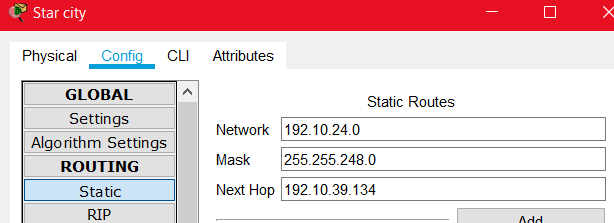 Star city
Physical Config CLI Attributes
GLOBAL
Settings
Algorithm Settings
ROUTING
Static
RIP
Static Routes
Network 192.10.24.0
Mask 255.255.248.0
Next Hop 192.10.39.134
Add